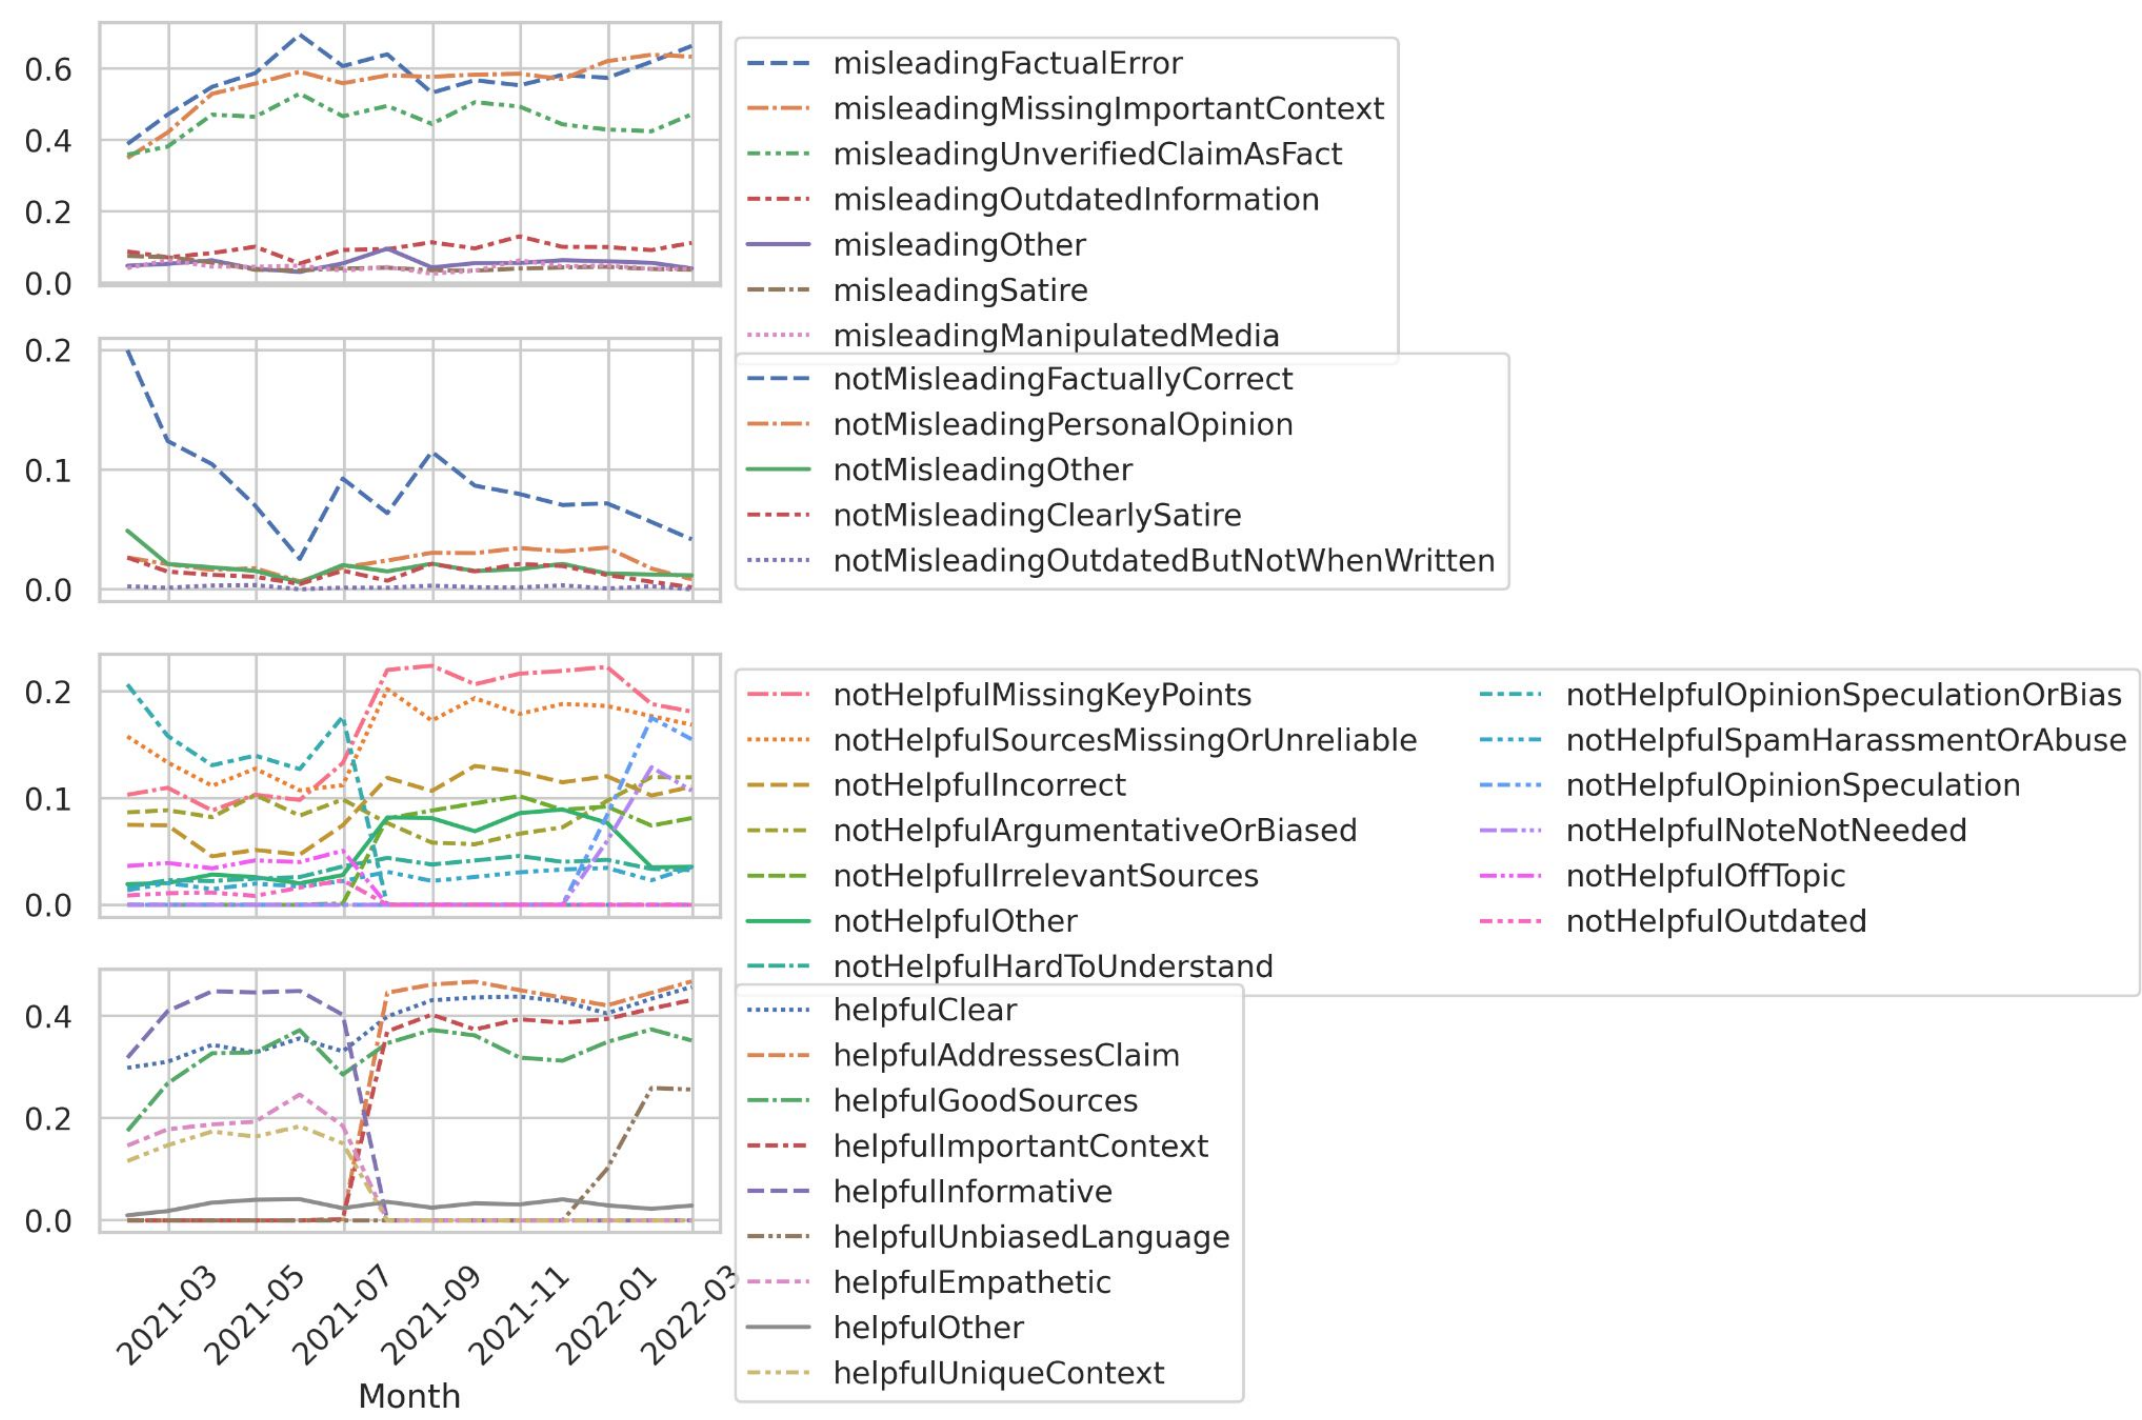 0.6
0.4
0.2
0.0
misleadingFactualError
misleadingMissingImportantContext
misleadingUnverifiedClaimAsFact
misleadingOutdatedInformation
misleadingOther
misleadingSatire
misleadingManipulatedMedia
0.2
0.1
0.0
notMisleadingFactuallyCorrect
notMisleadingPersonalOpinion
notMisleadingOther
notMisleadingClearlySatire
notMisleadingOutdatedButNotWhenWritten
0.2
0.1
0.0
notHelpfulMissingKeyPoints
notHelpfulSourcesMissingOrUnreliable
notHelpfulIncorrect
notHelpfulArgumentativeOrBiased
notHelpfulIrrelevantSources
notHelpfulOther
notHelpfulHardToUnderstand
notHelpfulOpinionSpeculationOrBias
notHelpfulSpamHarassmentOrAbuse
notHelpfulOpinionSpeculation
notHelpfulNoteNotNeeded
notHelpfulOffTopic
notHelpfulOutdated
0.4
0.2
0.0
helpfulClear
helpfulAddressesClaim
helpfulGoodSources
helpfulImportantContext
helpfulInformative
helpfulUnbiasedLanguage
helpfulEmpathetic
helpfulOther
helpfulUniqueContext
2021-03
2021-05
2021-07
2021-09
2021-11
2022-01
2022-03
Month